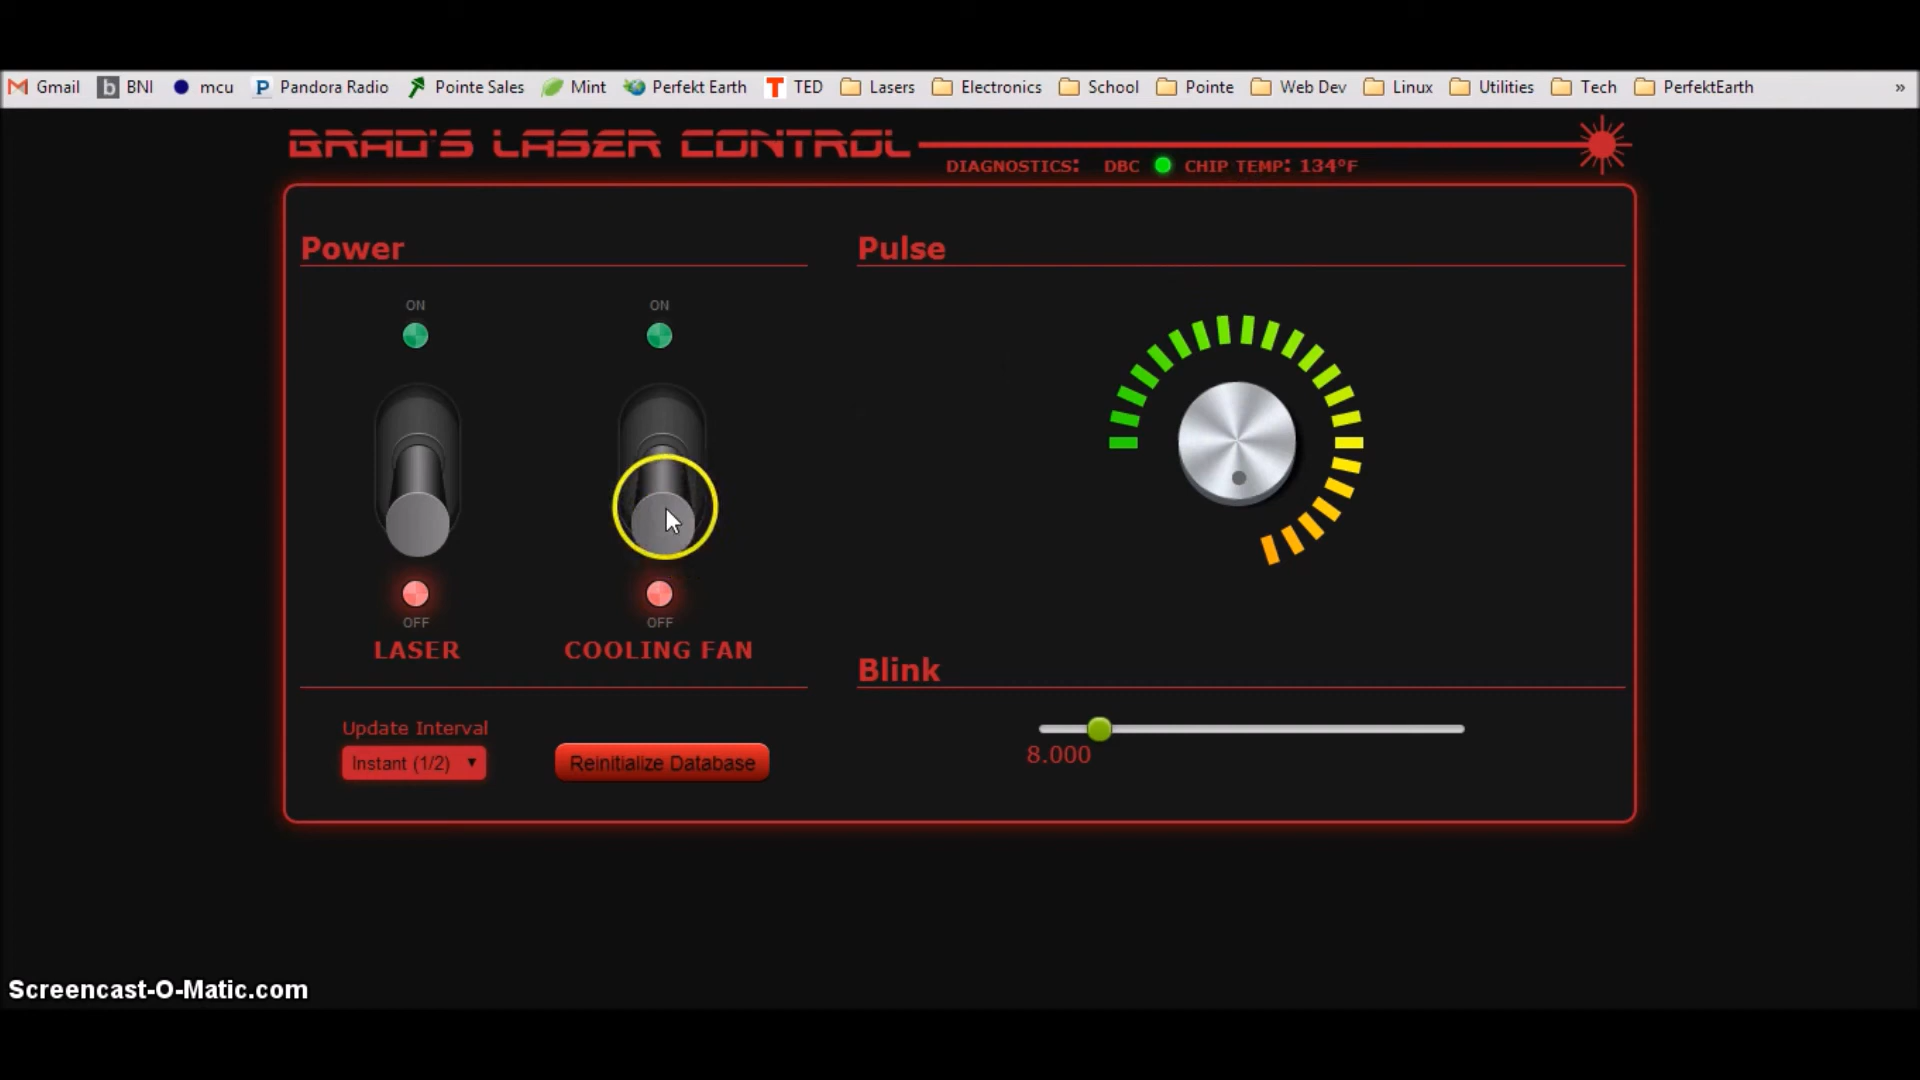 Gmail BNI mcu Pandora Radio Pointe Sales Mint Perfekt Earth TED Lasers Electronics School Pointe Web Dev Linux Utilities Tech PerfektEarth »
BRAD'S LASER CONTROL
DIAGNOSTICS: DBC CHIP TEMP: 134°F
Power
Pulse
ON
ON
OFF
OFF
LASER
COOLING FAN
Blink
Update Interval
Instant (1/2)
Reinitialize Database
8.000
Screencast-O-Matic.com